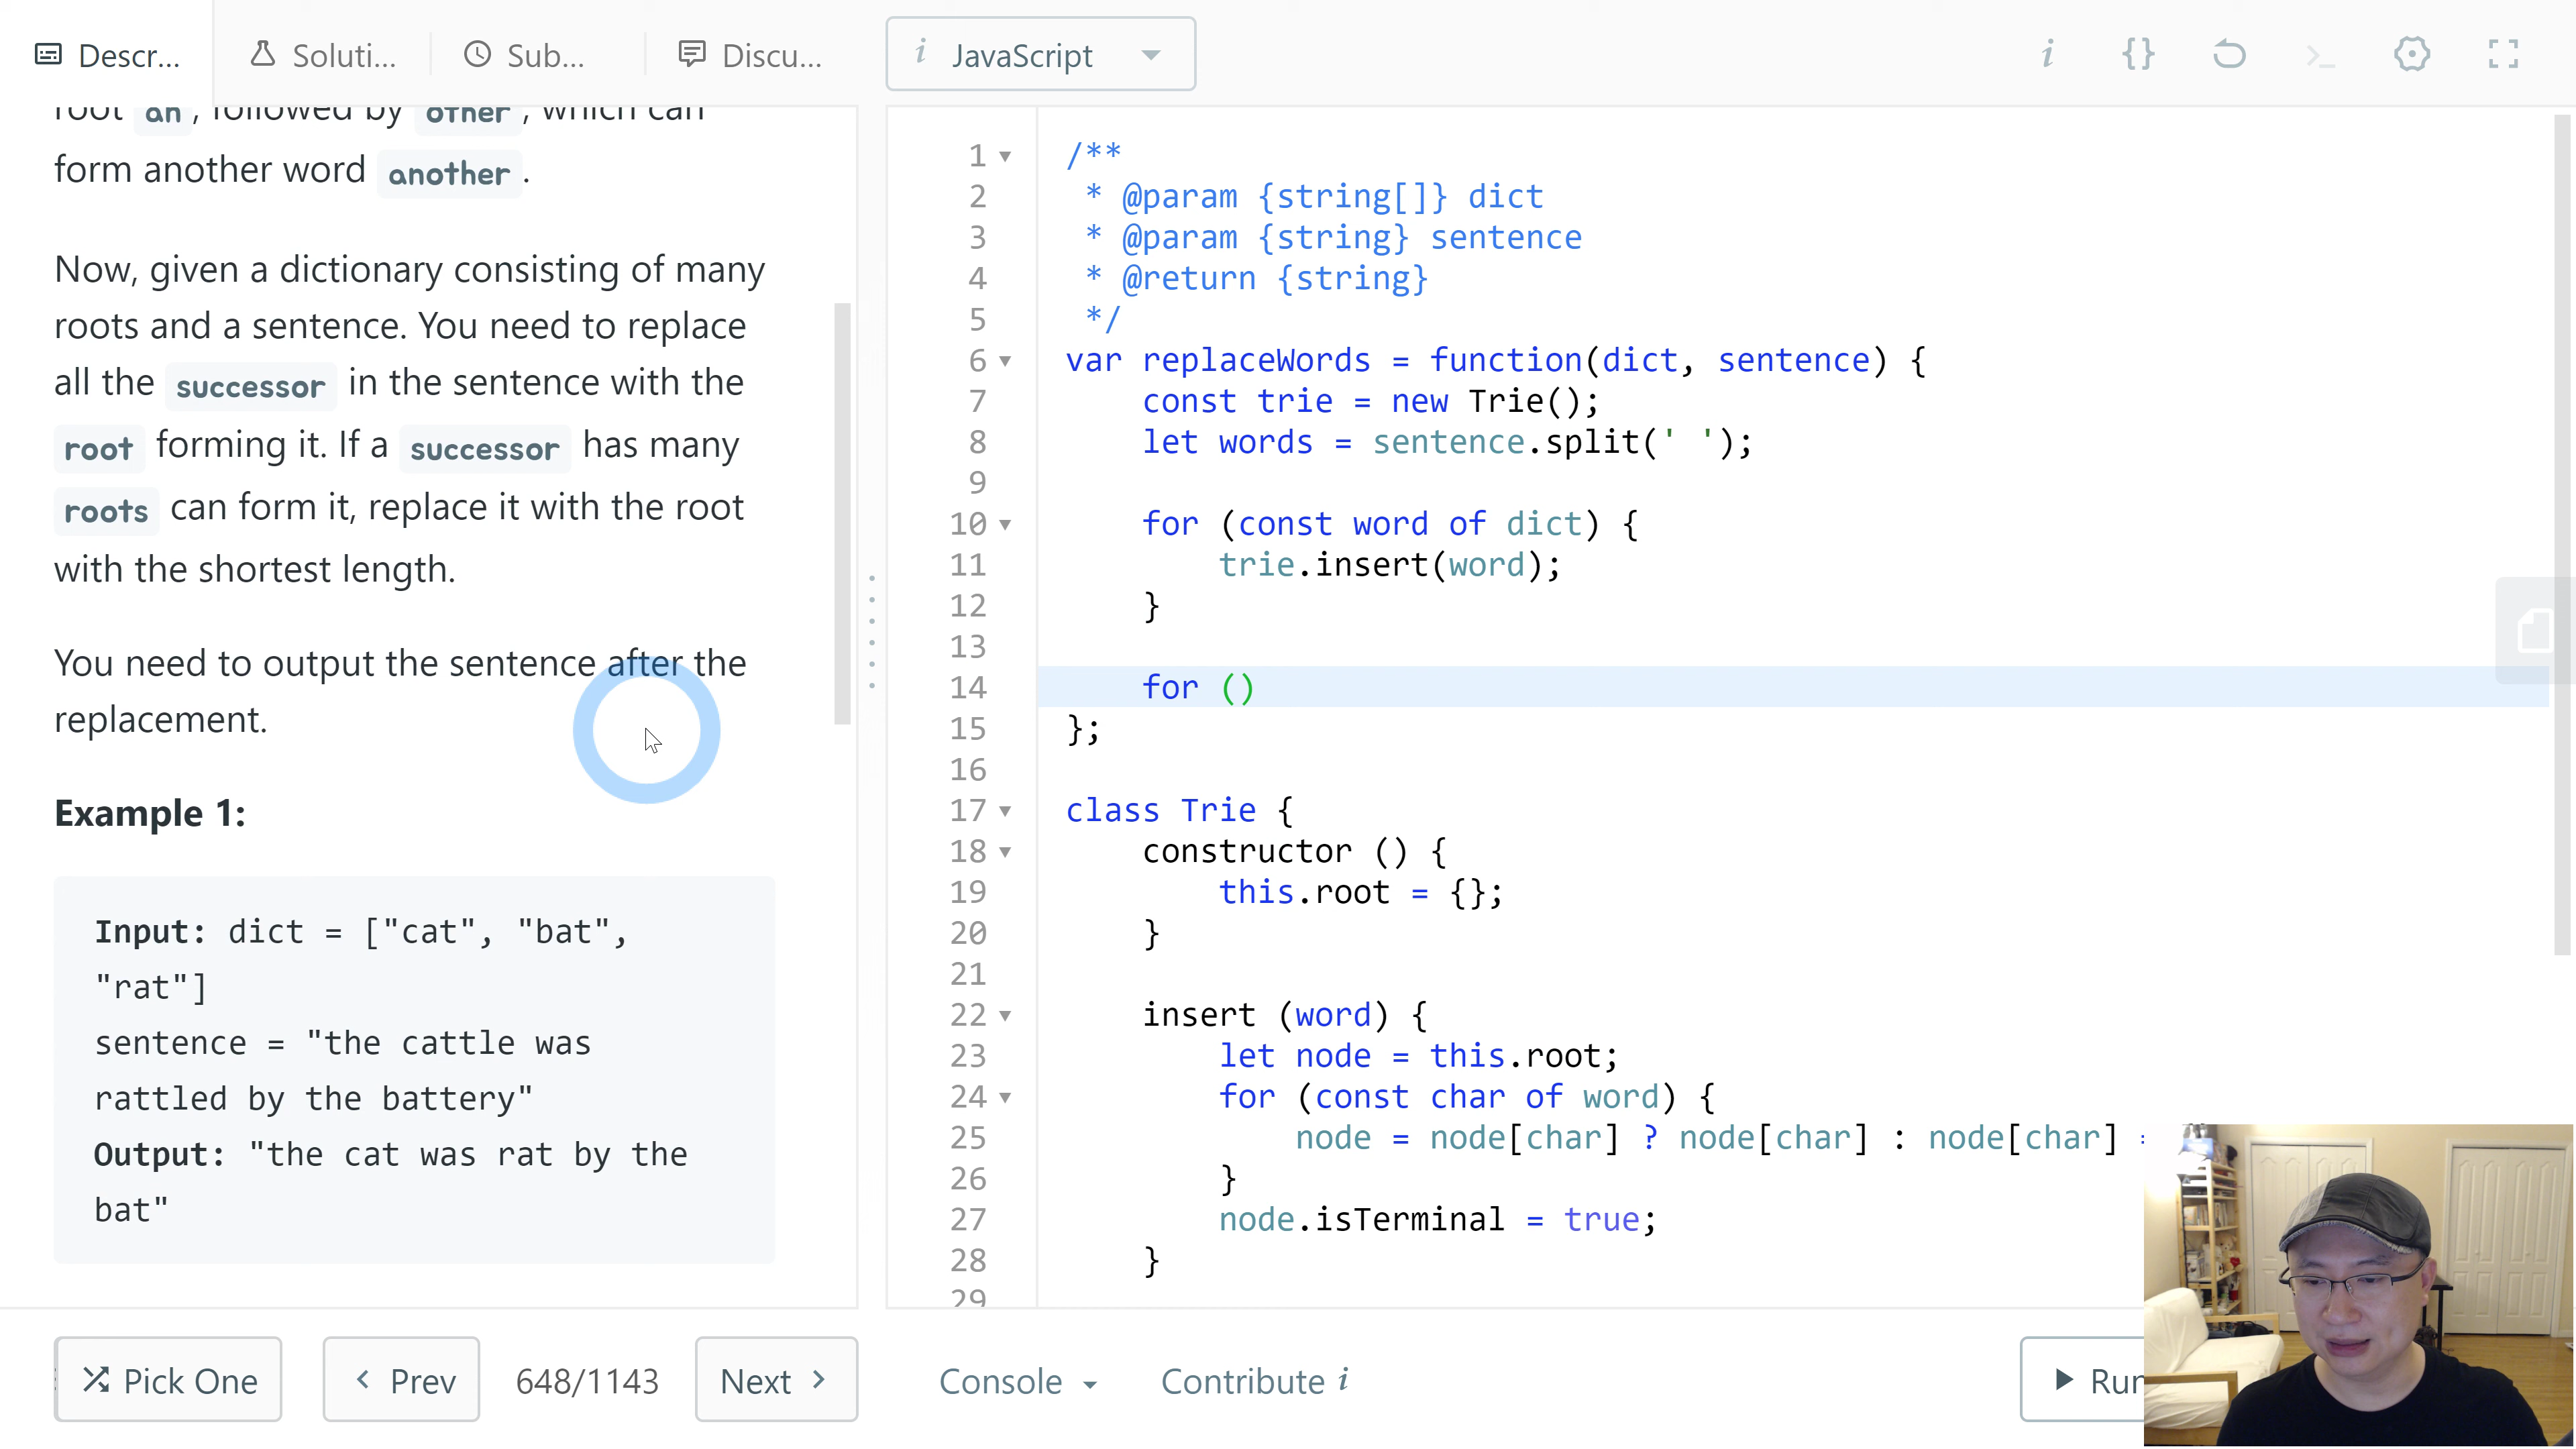 Descr...
Soluti...
Sub...
Discu...
i JavaScript
i {} >_
root an, followed by other, which can
form another word another.
Now, given a dictionary consisting of many
roots and a sentence. You need to replace
all the successor in the sentence with the
root forming it. If a successor has many
roots can form it, replace it with the root
with the shortest length.
You need to output the sentence after the
replacement.
Example 1:
Input: dict = ["cat", "bat",
"rat"]
sentence = "the cattle was
rattled by the battery"
Output: "the cat was rat by the
bat"
1 /**
2 * @param {string[]} dict
3 * @param {string} sentence
4 * @return {string}
5 */
6 var replaceWords = function(dict, sentence) {
7 const trie = new Trie();
8 let words = sentence.split(' ');
9
10 for (const word of dict) {
11 trie.insert(word);
12 }
13
14 for ()
15 };
16
17 class Trie {
18 constructor () {
19 this.root = {};
20 }
21
22 insert (word) {
23 let node = this.root;
24 for (const char of word) {
25 node = node[char] ? node[char] : node[char] =
26 }
27 node.isTerminal = true;
28 }
29
Pick One
Prev
648/1143
Next
Console
Contribute i
Run